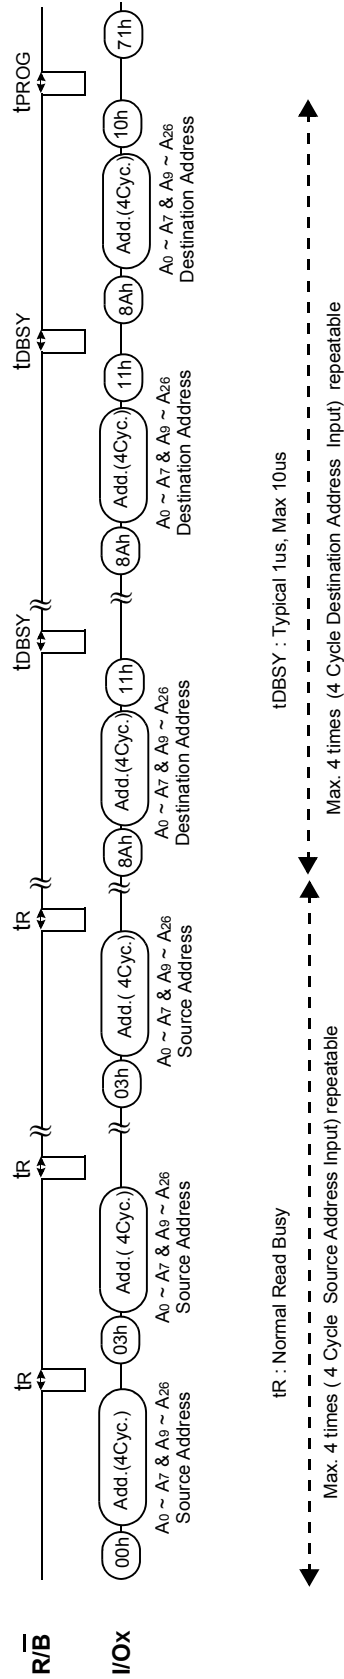 tR tR tR tDBSY tDBSY tPROG
R/B
I/Ox 00h Add.(4Cyc.) 03h Add.( 4Cyc.) 03h Add.( 4Cyc.) 8Ah Add.(4Cyc.) 11h 8Ah Add.(4Cyc.) 11h 8Ah Add.(4Cyc.) 10h 71h
A0 ~ A7 & A9 ~ A26 A0 ~ A7 & A9 ~ A26 A0 ~ A7 & A9 ~ A26 A0 ~ A7 & A9 ~ A26 A0 ~ A7 & A9 ~ A26 A0 ~ A7 & A9 ~ A26
Source Address Source Address Source Address Destination Address Destination Address Destination Address
tR : Normal Read Busy tDBSY : Typical 1us, Max 10us
Max. 4 times ( 4 Cycle Source Address Input) repeatable Max. 4 times (4 Cycle Destination Address Input) repeatable